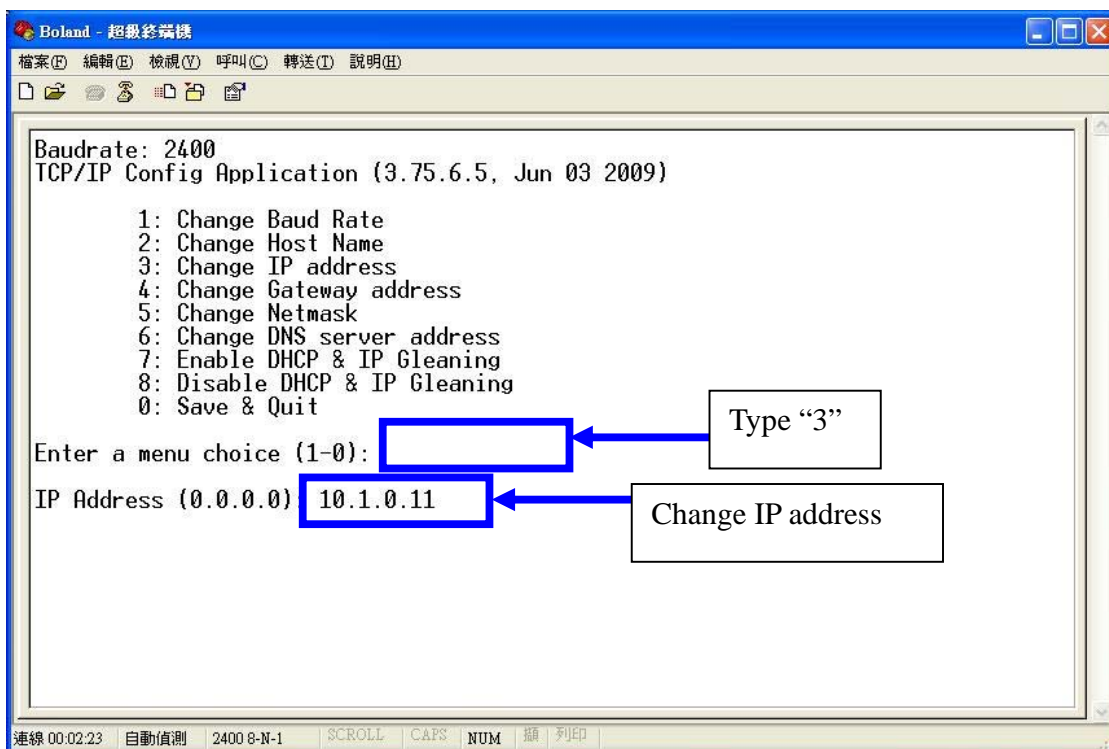 Boland - 超級終端機
檔案(F) 編輯(E) 檢視(V) 呼叫(C) 轉送(T) 說明(H)
Baudrate: 2400
TCP/IP Config Application (3.75.6.5, Jun 03 2009)
1: Change Baud Rate
2: Change Host Name
3: Change IP address
4: Change Gateway address
5: Change Netmask
6: Change DNS server address
7: Enable DHCP & IP Gleaning
8: Disable DHCP & IP Gleaning
0: Save & Quit
Type “3”
Enter a menu choice (1-0):
IP Address (0.0.0.0) 10.1.0.11
Change IP address
連線 00:02:23 自動偵測 2400 8-N-1 SCROLL CAPS NUM 擷 列印